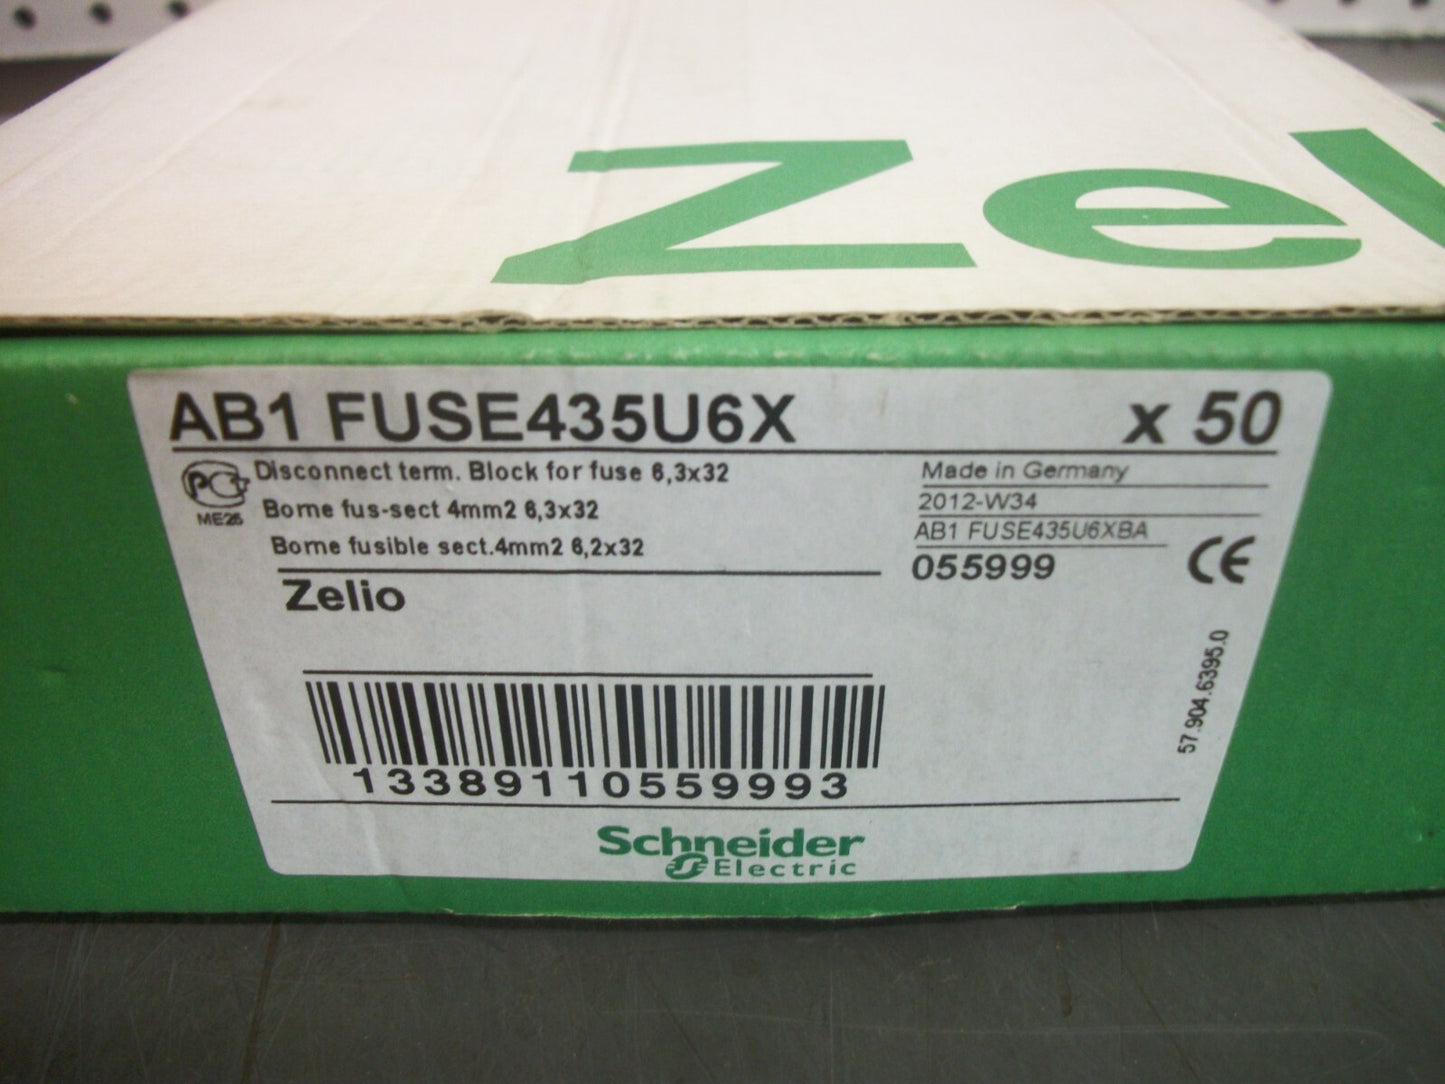 Zel
AB1 FUSE435U6X x 50
Disconnect term. Block for fuse 6,3x32
Borne fus-sect 4mm2 6,3x32
Borne fusible sect.4mm2 6,2x32
ME25
Made in Germany
2012-W34
AB1 FUSE435U6XBA
055999
CE
Zelio
57.904.6395.0
13389110559993
Schneider
Electric